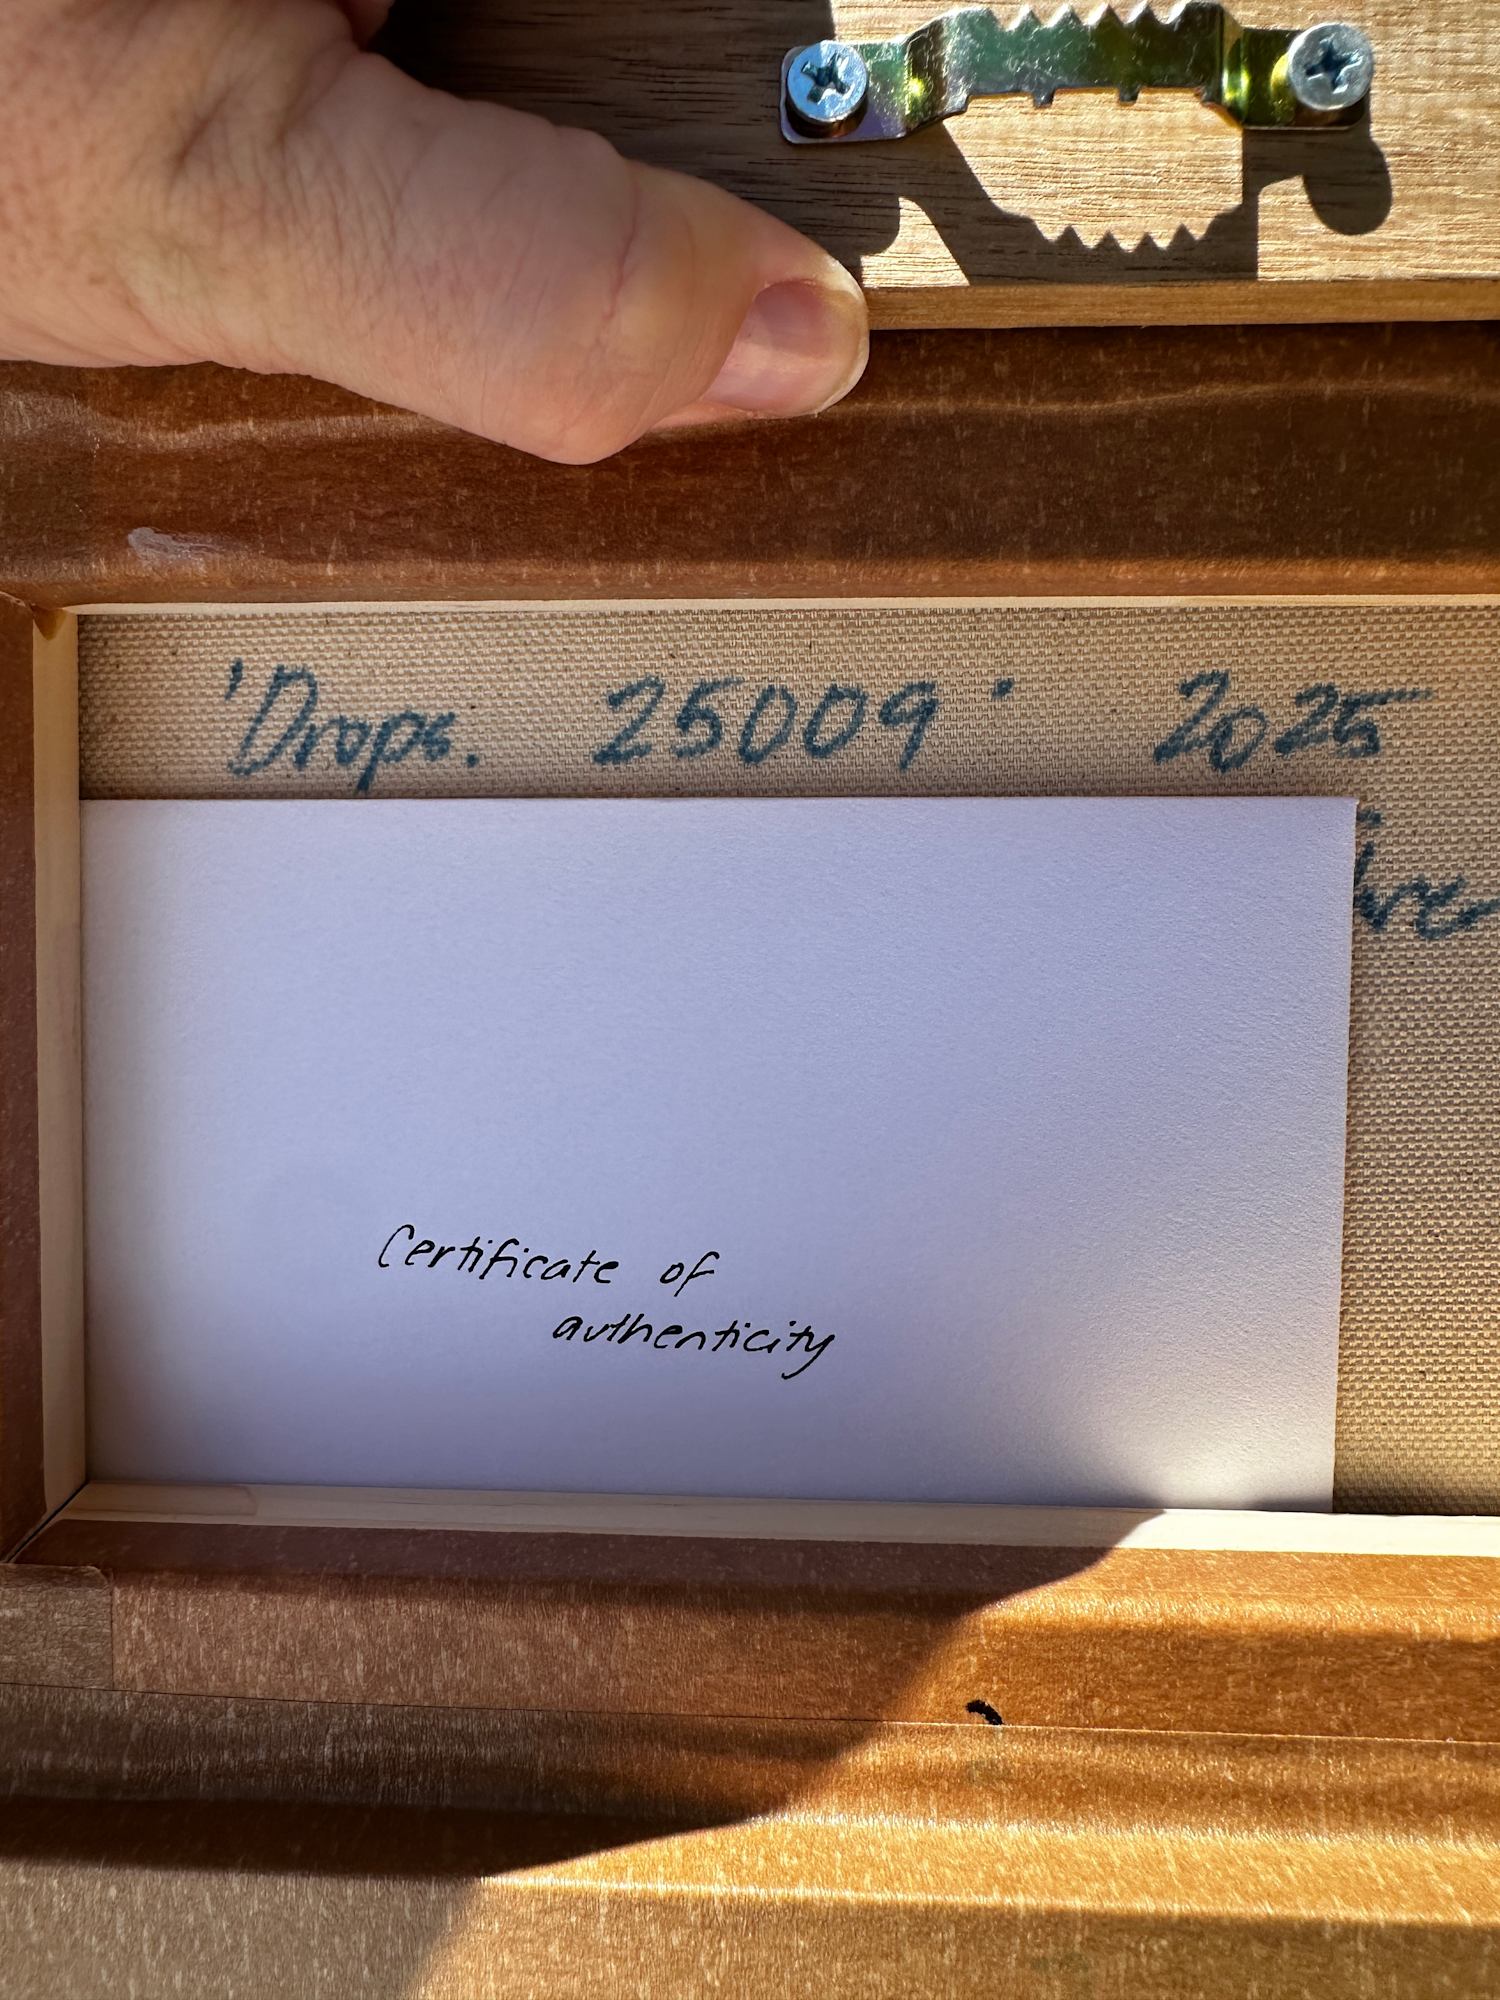 'Drops. 25009' 2025
Certificate of
authenticity